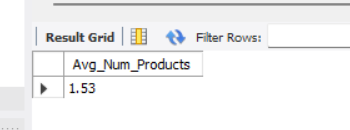 Result Grid Filter Rows:
Avg_Num_Products
1.53